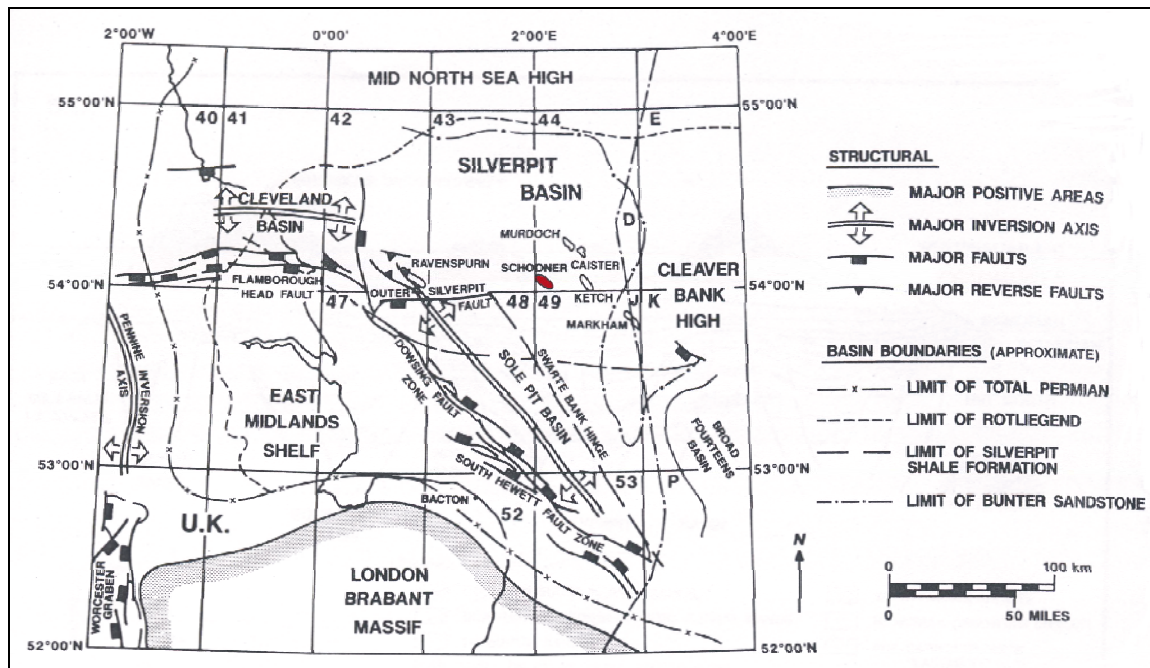 2°00'W
0°00'
2°00'E
4°00'E
MID NORTH SEA HIGH
55°00'N
55°00'N
40
41
42
43
44
E
SILVERPIT
BASIN
CLEVELAND
BASIN
D
MURDOCH
RAVENSPURN
SCHOONER
CAISTER
CLEAVER
BANK
HIGH
FLAMBOROUGH
HEAD FAULT
54°00'N
54°00'N
47
OUTER
SILVERPIT
FAULT
48
49
KETCH
J
K
MARKHAM
PENNINE
INVERSION
AXIS
DOWSING FAULT
ZONE
SOLE PIT BASIN
SWARTE BANK HINGE
EAST
MIDLANDS
SHELF
BROAD
FOURTEENS
BASIN
53°00'N
53°00'N
SOUTH HEWETT FAULT ZONE
53
P
BACTON
52
U.K.
WORCESTER
GRABEN
LONDON
BRABANT
MASSIF
52°00'N
52°00'N
STRUCTURAL
MAJOR POSITIVE AREAS
MAJOR INVERSION AXIS
MAJOR FAULTS
MAJOR REVERSE FAULTS
BASIN BOUNDARIES (APPROXIMATE)
LIMIT OF TOTAL PERMIAN
LIMIT OF ROTLIEGEND
LIMIT OF SILVERPIT
SHALE FORMATION
LIMIT OF BUNTER SANDSTONE
N
0
100 km
0
50 MILES